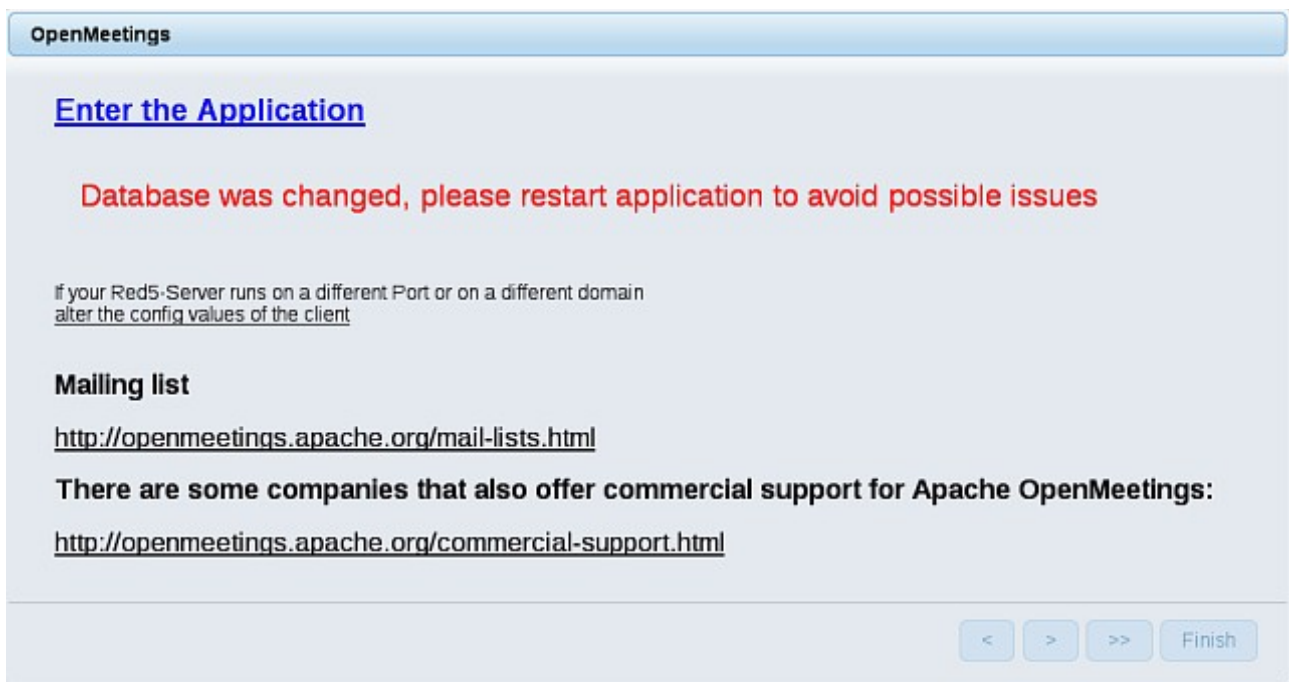 OpenMeetings
Enter the Application
Database was changed, please restart application to avoid possible issues
If your Red5-Server runs on a different Port or on a different domain
alter the config values of the client
Mailing list
http://openmeetings.apache.org/mail-lists.html
There are some companies that also offer commercial support for Apache OpenMeetings:
http://openmeetings.apache.org/commercial-support.html
< > >> Finish